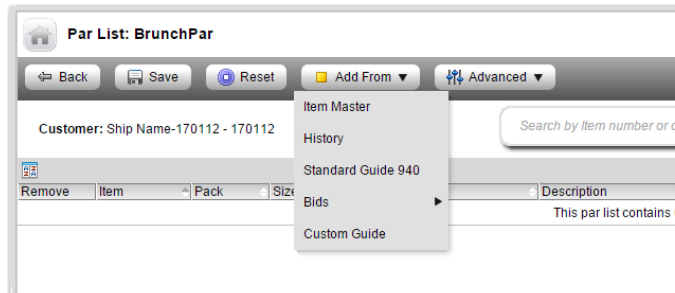 Par List: BrunchPar
Back Save Reset Add From Advanced
Item Master
Customer: Ship Name-170112 - 170112
Search by Item number or
History
Standard Guide 940
Remove Item Pack Description
Bids
This par list contains
Custom Guide